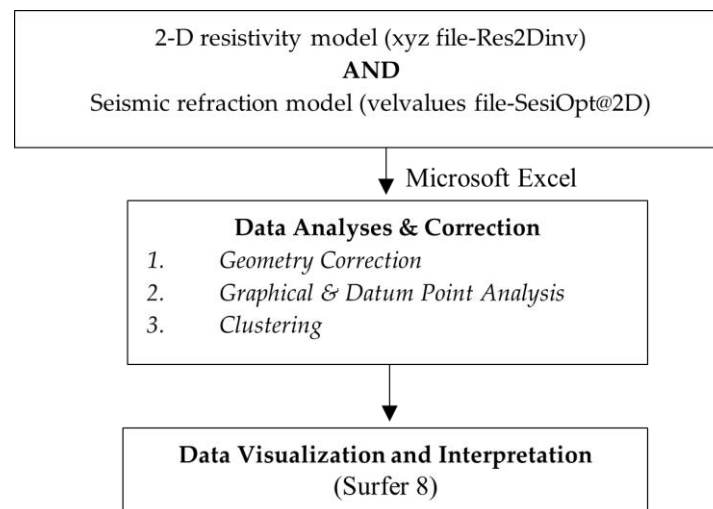 2-D resistivity model (xyz file-Res2Dinv)
AND
Seismic refraction model (velvalues file-SesiOpt@2D)
Microsoft Excel
Data Analyses & Correction
1. Geometry Correction
2. Graphical & Datum Point Analysis
3. Clustering
Data Visualization and Interpretation
(Surfer 8)